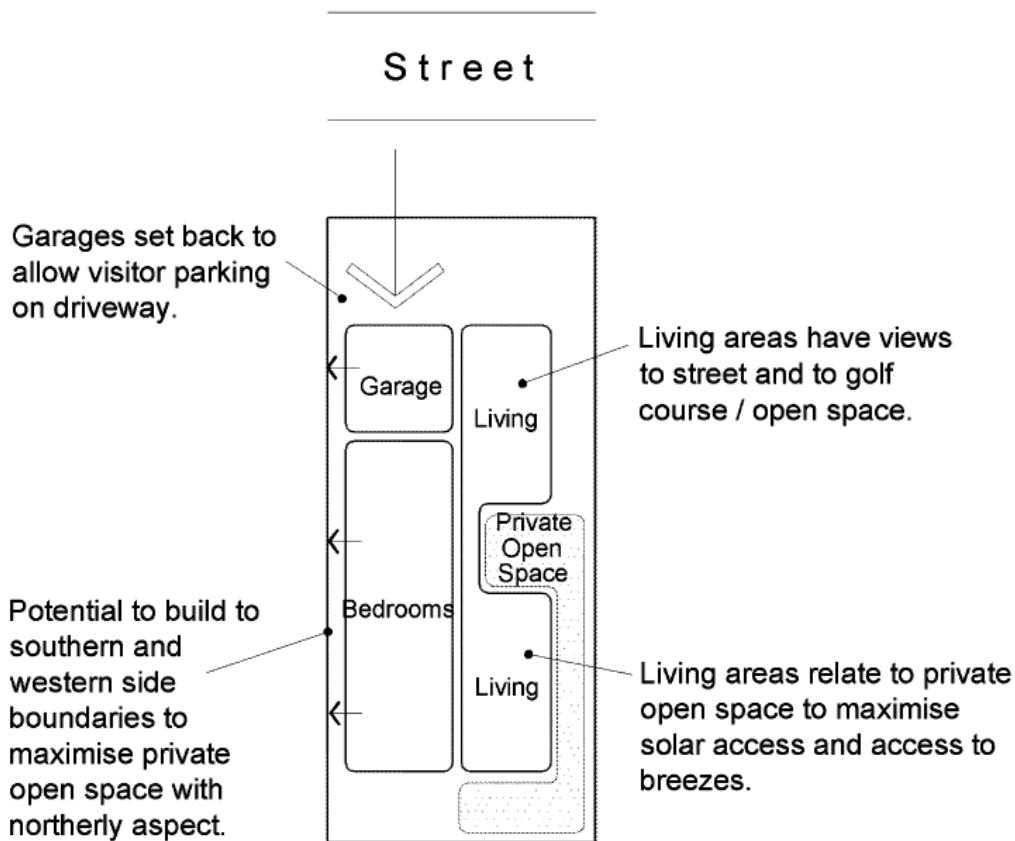 Street
Garages set back to
allow visitor parking
on driveway.
Garage
Living
Living areas have views
to street and to golf
course / open space.
Private
Open
Space
Bedrooms
Potential to build to
southern and
western side
boundaries to
maximise private
open space with
northerly aspect.
Living
Living areas relate to private
open space to maximise
solar access and access to
breezes.